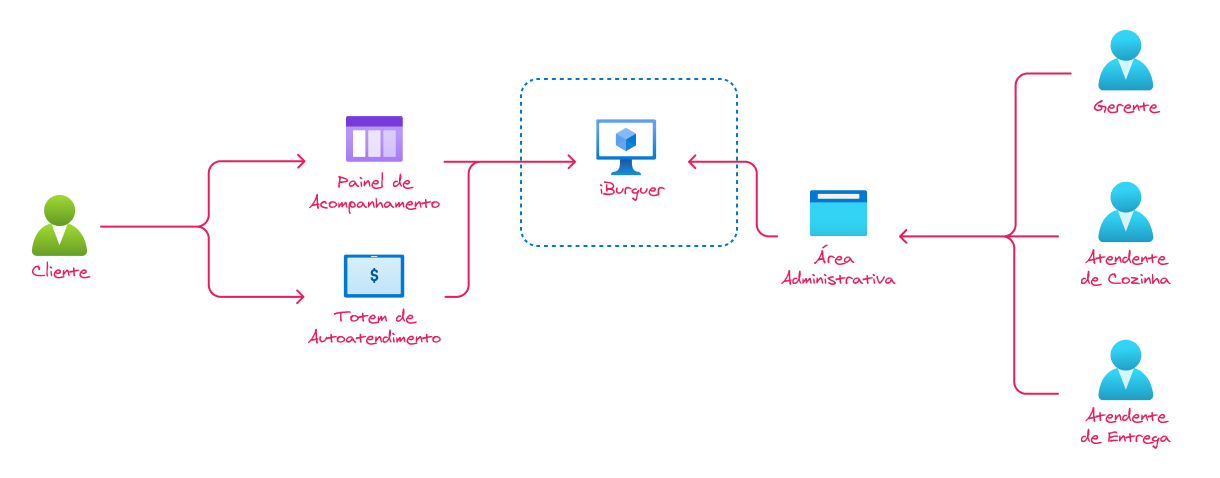 Cliente
Painel de
Acompanhamento
$
Totem de
Autoatendimento
iBurguer
Área
Administrativa
Gerente
Atendente
de Cozinha
Atendente
de Entrega